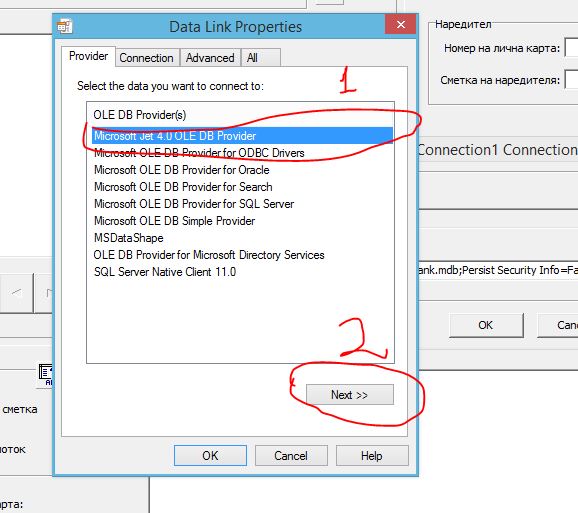 Data Link Properties
Provider
Connection
Advanced
All
Select the data you want to connect to:
1
OLE DB Provider(s)
Microsoft Jet 4.0 OLE DB Provider
Microsoft OLE DB Provider for ODBC Drivers
Microsoft OLE DB Provider for Oracle
Microsoft OLE DB Provider for Search
Microsoft OLE DB Provider for SQL Server
Microsoft OLE DB Simple Provider
MSDataShape
OLE DB Provider for Microsoft Directory Services
SQL Server Native Client 11.0
2
Next >>
OK
Cancel
Help
Наредител
Номер на лична карта:
Сметка на наредителя:
Connection1 Connection
ank.mdb;Persist Security Info=Fa
OK
Canc
<
сметка
поток
арта: